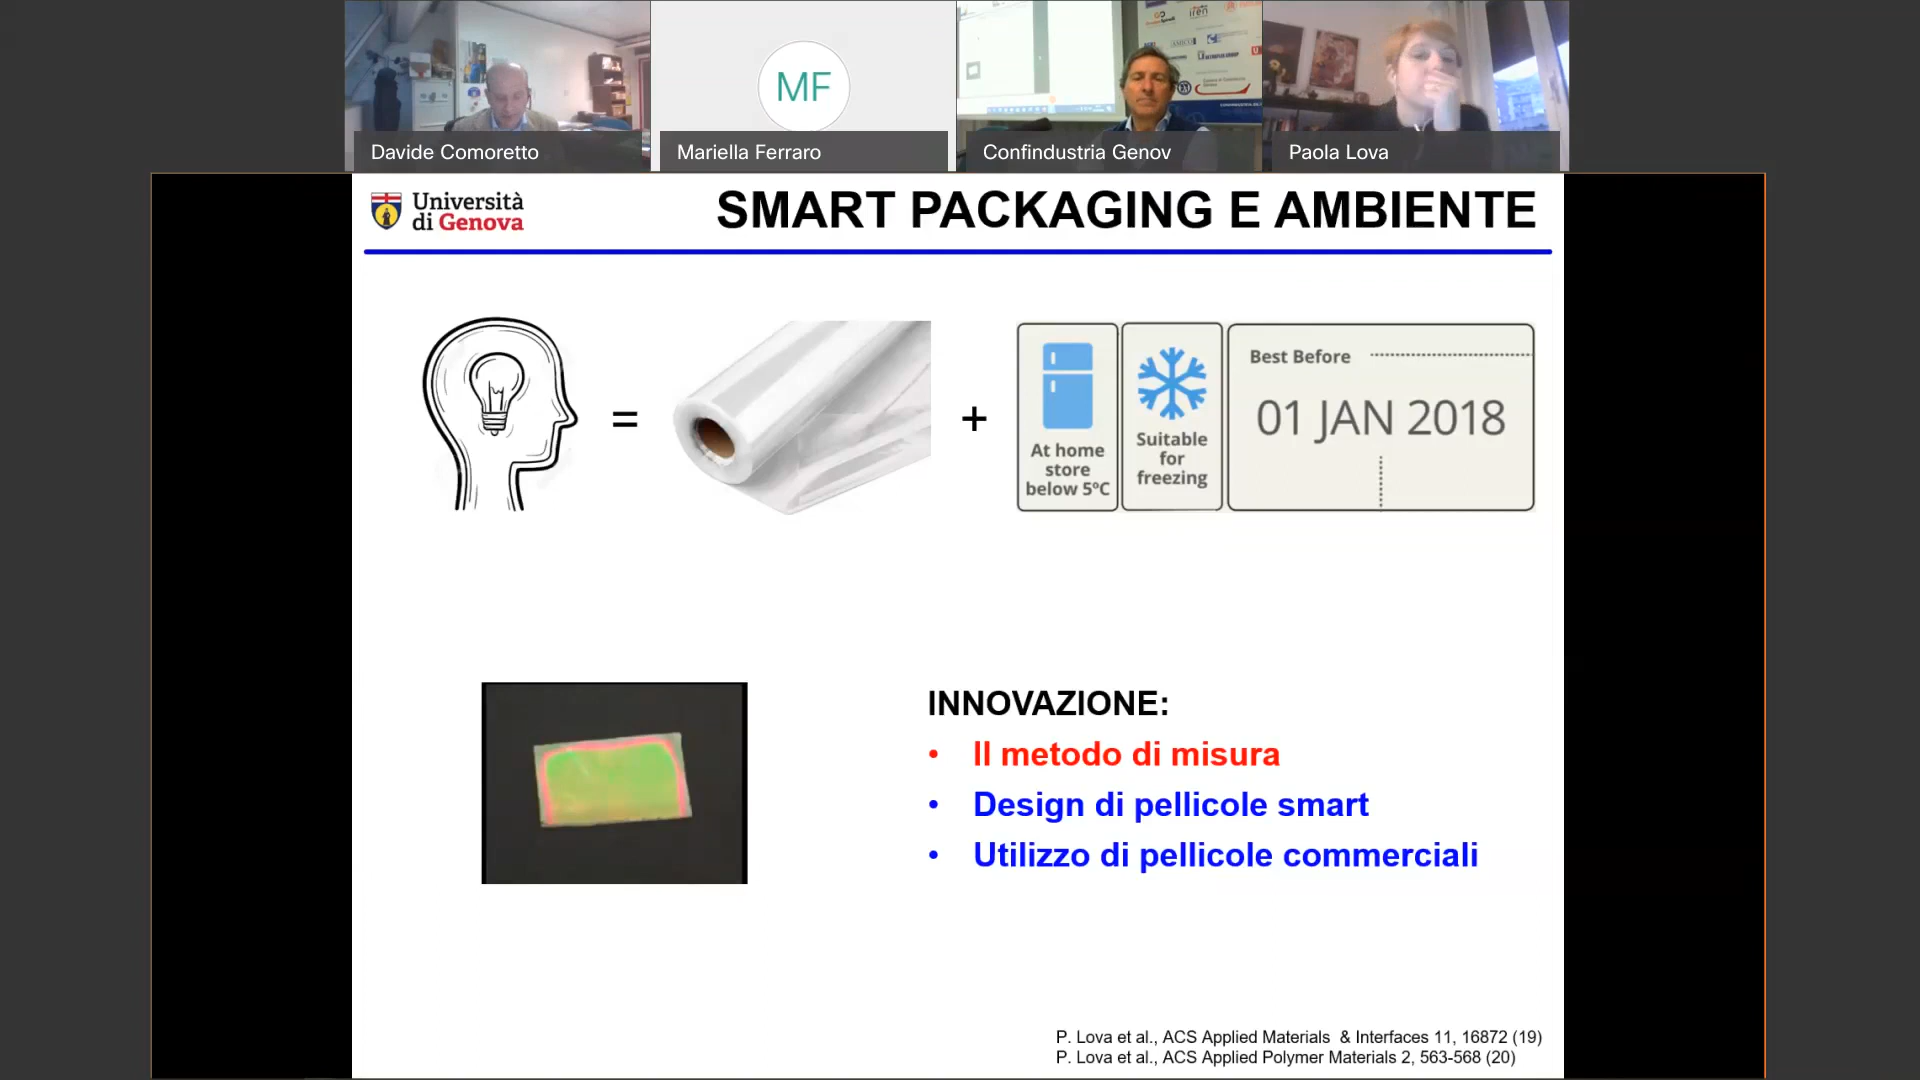 MF
iren
AMICO
Davide Comoretto
Mariella Ferraro
Confindustria Genov
Paola Lova
Università
di Genova
SMART PACKAGING E AMBIENTE
=
+
At home
store
below 5ºC
Suitable
for
freezing
Best Before
01 JAN 2018
INNOVAZIONE:
• Il metodo di misura
• Design di pellicole smart
• Utilizzo di pellicole commerciali
P. Lova et al., ACS Applied Materials & Interfaces 11, 16872 (19)
P. Lova et al., ACS Applied Polymer Materials 2, 563-568 (20)